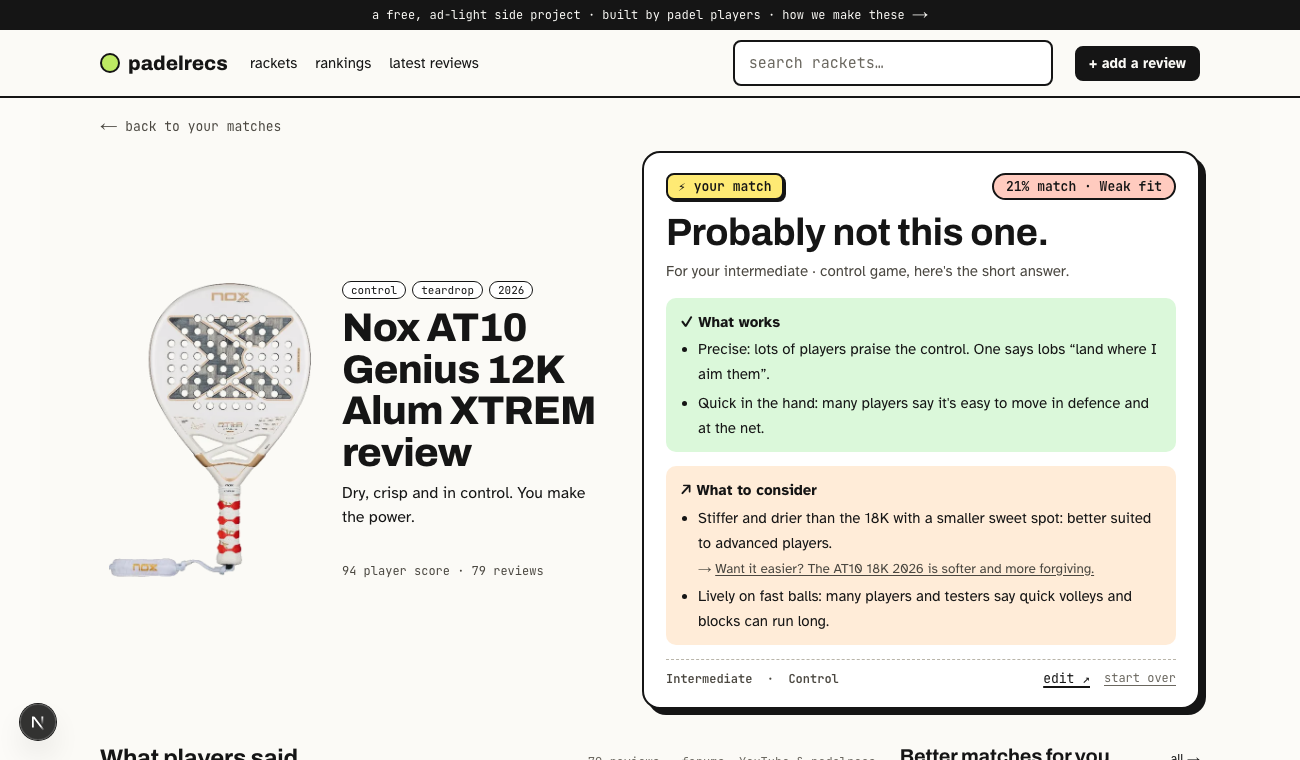 a free, ad-light side project · built by padel players · how we make these ⟶
padelrecs
rackets
rankings
latest reviews
search rackets…
+ add a review
⟵ back to your matches
nox
nox
control
teardrop
2026
Nox AT10
Genius 12K
Alum XTREM
review
Dry, crisp and in control. You make
the power.
94 player score · 79 reviews
⚡ your match
21% match · Weak fit
Probably not this one.
For your intermediate · control game, here's the short answer.
✓ What works
• Precise: lots of players praise the control. One says lobs “land where I
aim them”.
• Quick in the hand: many players say it's easy to move in defence and
at the net.
↗ What to consider
• Stiffer and drier than the 18K with a smaller sweet spot: better suited
to advanced players.
→ Want it easier? The AT10 18K 2026 is softer and more forgiving.
• Lively on fast balls: many players and testers say quick volleys and
blocks can run long.
Intermediate · Control
edit ↗
start over
N
What players said
79 reviews · forums, YouTube & padelrecs
Better matches for you
all ⟶